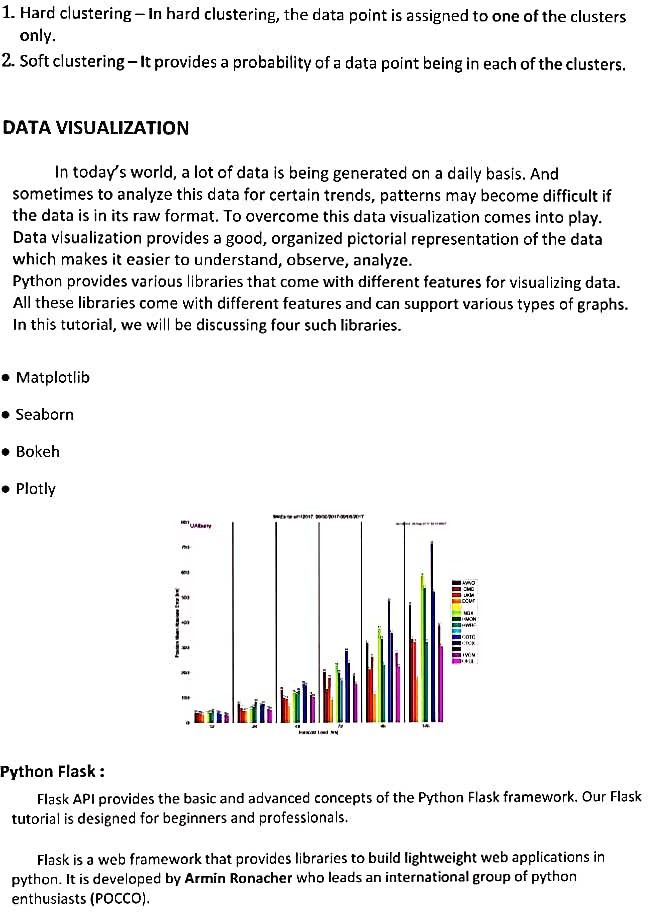 1. Hard clustering – In hard clustering, the data point is assigned to one of the clusters
only.
2. Soft clustering – It provides a probability of a data point being in each of the clusters.
DATA VISUALIZATION
In today's world, a lot of data is being generated on a daily basis. And
sometimes to analyze this data for certain trends, patterns may become difficult if
the data is in its raw format. To overcome this data visualization comes into play.
Data visualization provides a good, organized pictorial representation of the data
which makes it easier to understand, observe, analyze.
Python provides various libraries that come with different features for visualizing data.
All these libraries come with different features and can support various types of graphs.
In this tutorial, we will be discussing four such libraries.
• Matplotlib
• Seaborn
• Bokeh
• Plotly
UAlbany
Forecast Lead
Python Flask :
Flask API provides the basic and advanced concepts of the Python Flask framework. Our Flask
tutorial is designed for beginners and professionals.
Flask is a web framework that provides libraries to build lightweight web applications in
python. It is developed by Armin Ronacher who leads an international group of python
enthusiasts (POCCO).